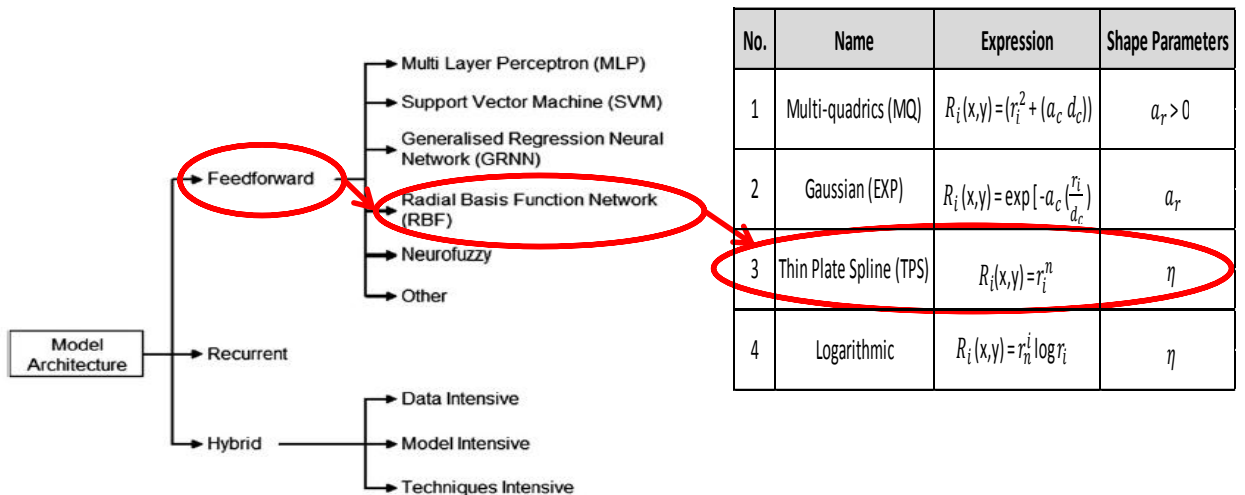 Model
Architecture
Feedforward
Multi Layer Perceptron (MLP)
Support Vector Machine (SVM)
Generalised Regression Neural
Network (GRNN)
Radial Basis Function Network
(RBF)
Neurofuzzy
Other
Recurrent
Hybrid
Data Intensive
Model Intensive
Techniques Intensive
No. Name Expression Shape Parameters
1 Multi-quadrics (MQ) $R_i(x,y)=(r_i^2+(a_c\,d_c))$ $a_r>0$
2 Gaussian (EXP) $R_i(x,y)=\exp[-a_c(\frac{r_i}{d_c})$ $a_r$
3 Thin Plate Spline (TPS) $R_i(x,y)=r_i^n$ $\eta$
4 Logarithmic $R_i(x,y)=r_n^i \log r_i$ $\eta$